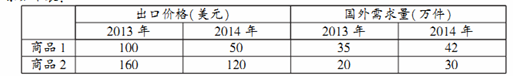 出口价格(美元) 国外需求量(万件)
2013 年 2014 年 2013 年 2014 年
商品 1 100 50 35 42
商品 2 160 120 20 30